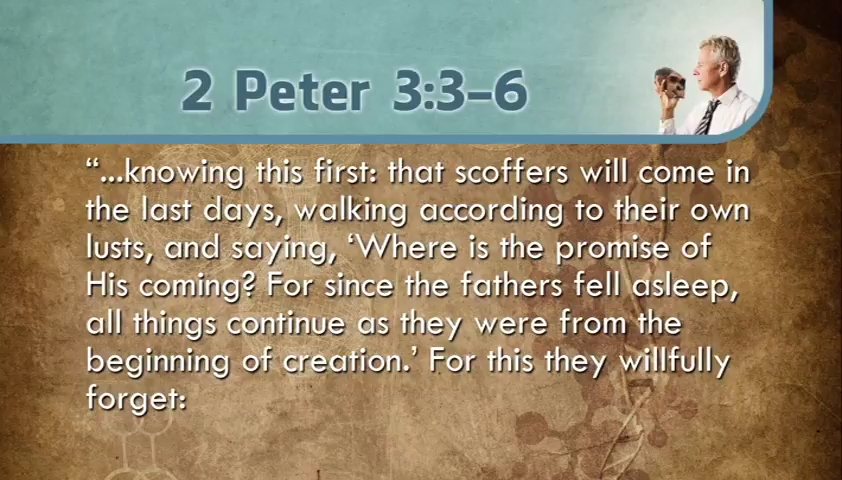 2 Peter 3:3–6
“...knowing this first: that scoffers will come in
the last days, walking according to their own
lusts, and saying, ‘Where is the promise of
His coming? For since the fathers fell asleep,
all things continue as they were from the
beginning of creation.’ For this they willfully
forget: